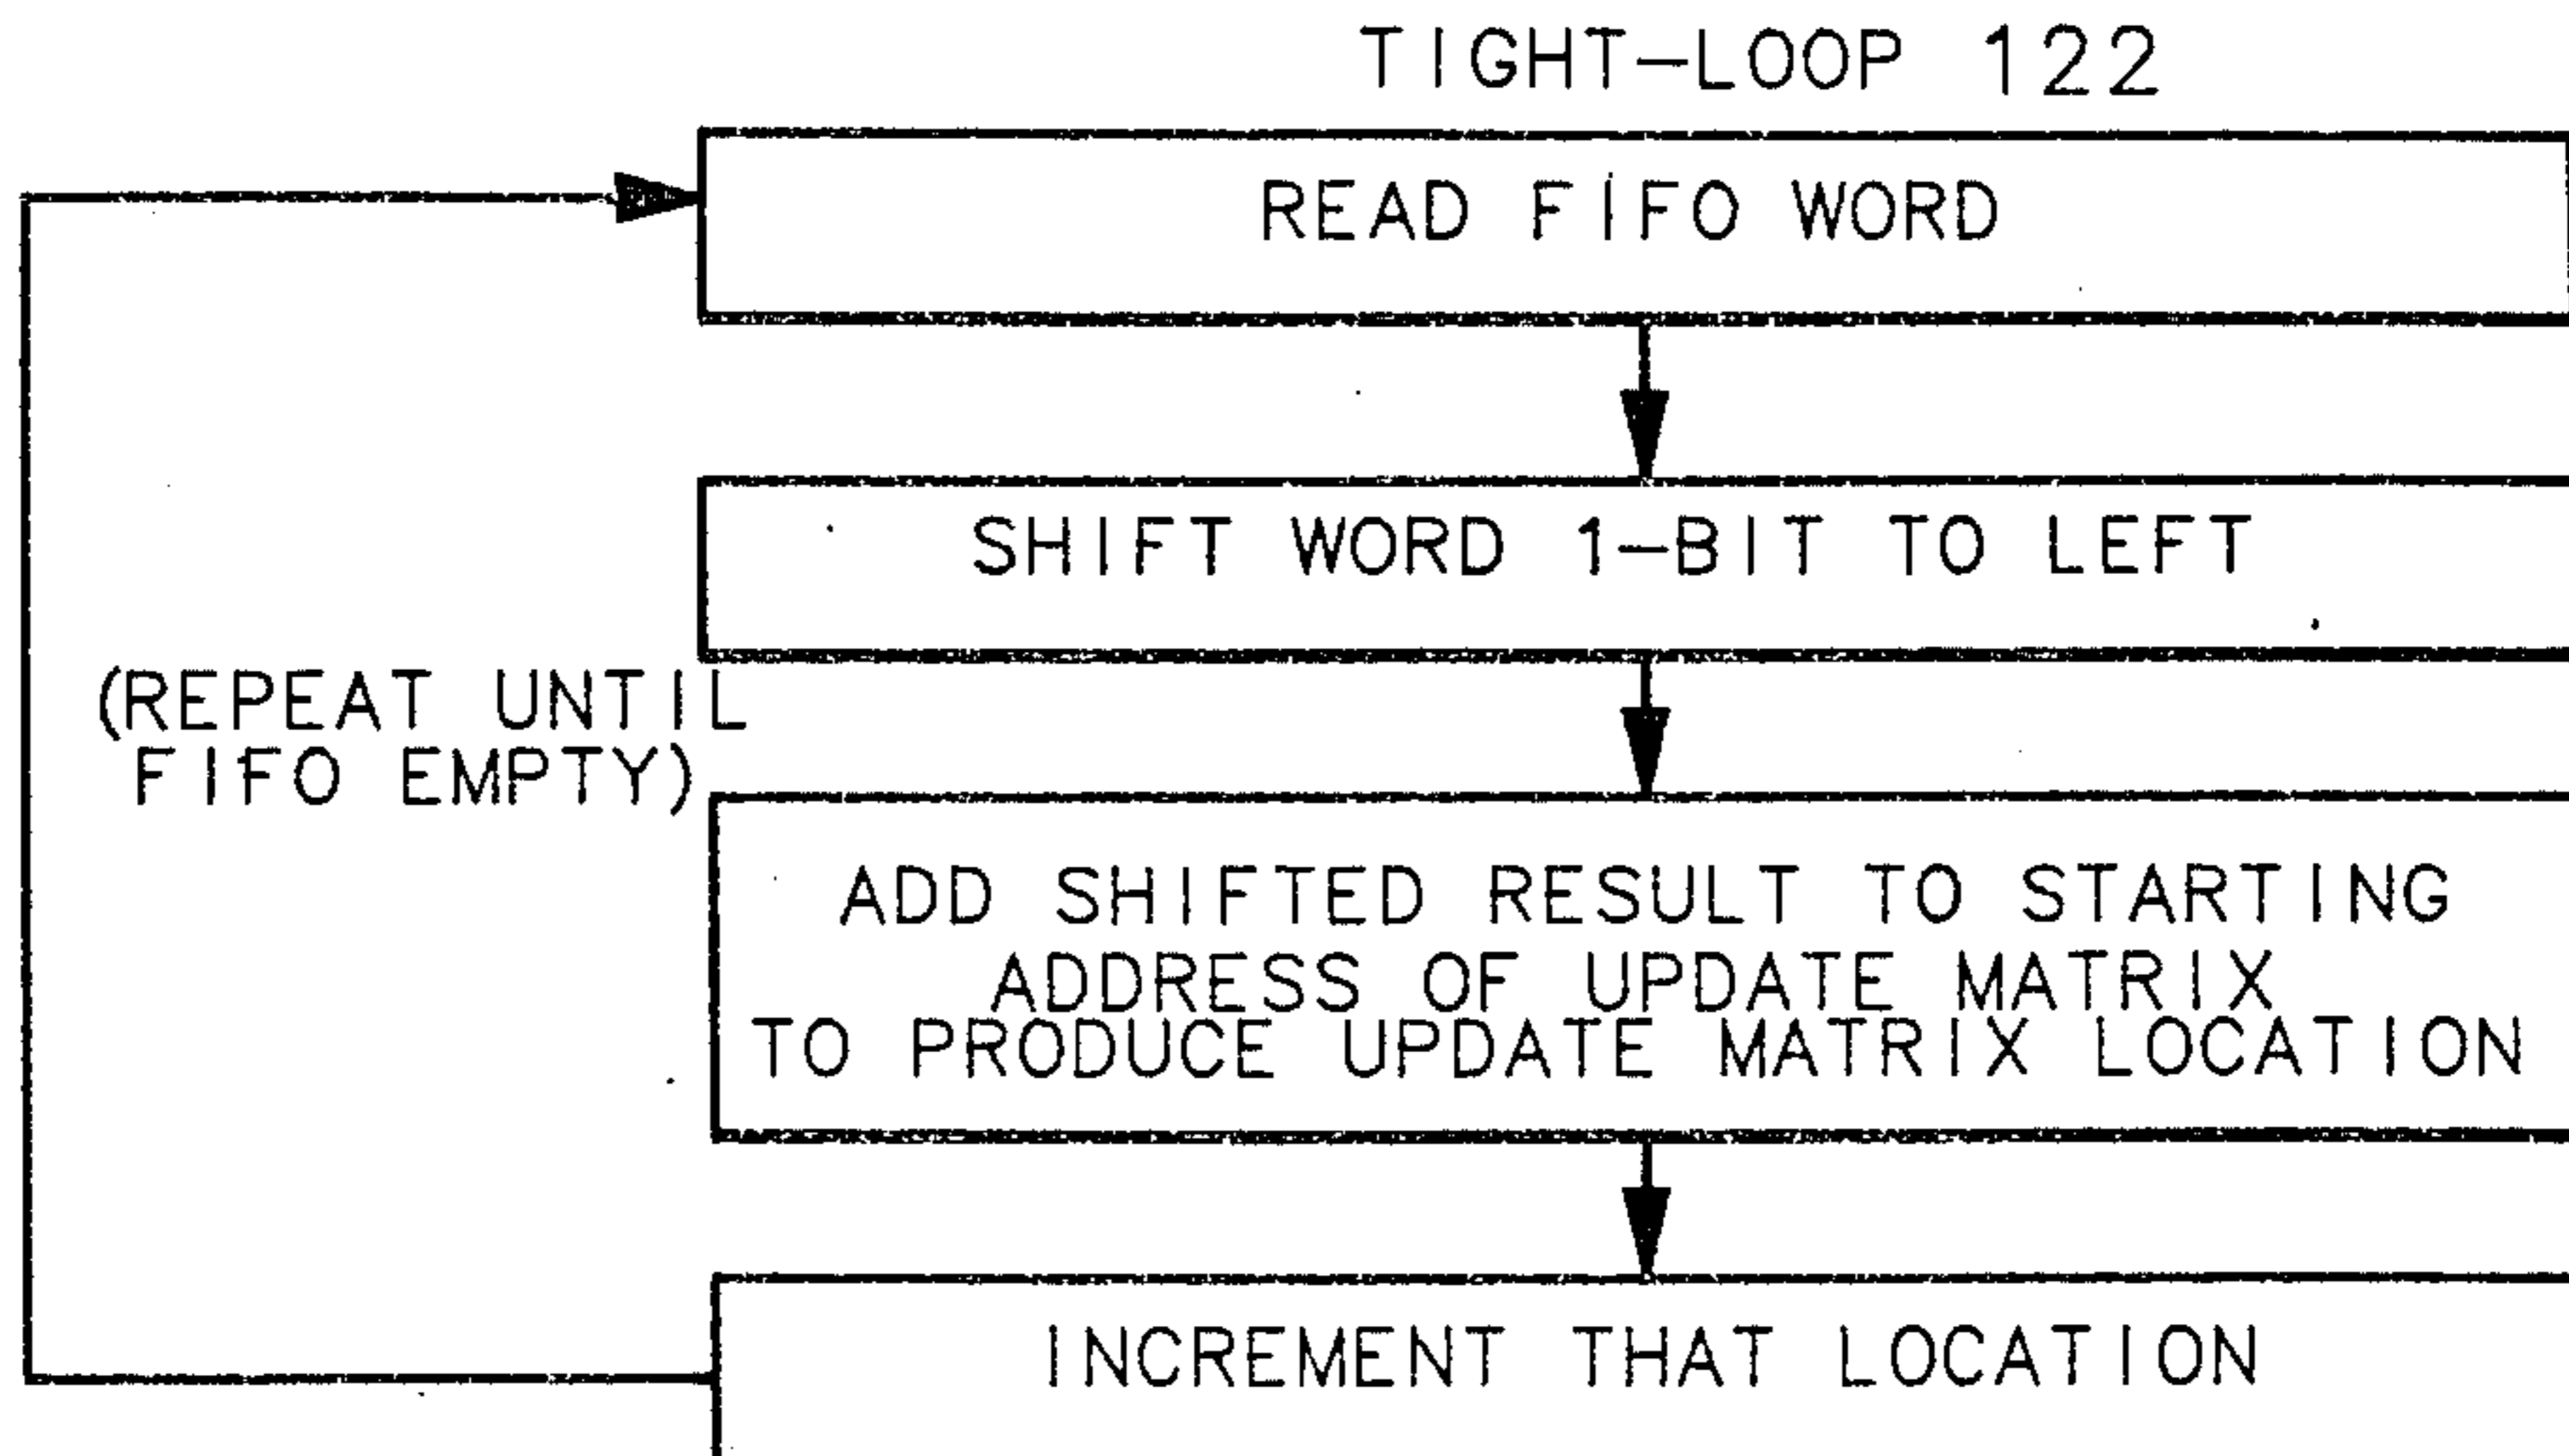 TIGHT-LOOP 122
READ FIFO WORD
SHIFT WORD 1-BIT TO LEFT
(REPEAT UNTIL
FIFO EMPTY)
ADD SHIFTED RESULT TO STARTING
ADDRESS OF UPDATE MATRIX
TO PRODUCE UPDATE MATRIX LOCATION
INCREMENT THAT LOCATION